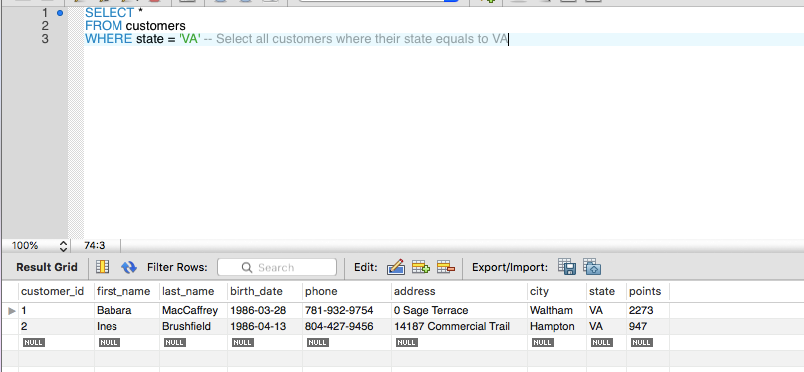 1 SELECT *
2 FROM customers
3 WHERE state = 'VA' -- Select all customers where their state equals to VA
100% 74:3
Result Grid Filter Rows: Search Edit: Export/Import:
customer_id first_name last_name birth_date phone address city state points
1 Babara MacCaffrey 1986-03-28 781-932-9754 0 Sage Terrace Waltham VA 2273
2 Ines Brushfield 1986-04-13 804-427-9456 14187 Commercial Trail Hampton VA 947
NULL NULL NULL NULL NULL NULL NULL NULL NULL